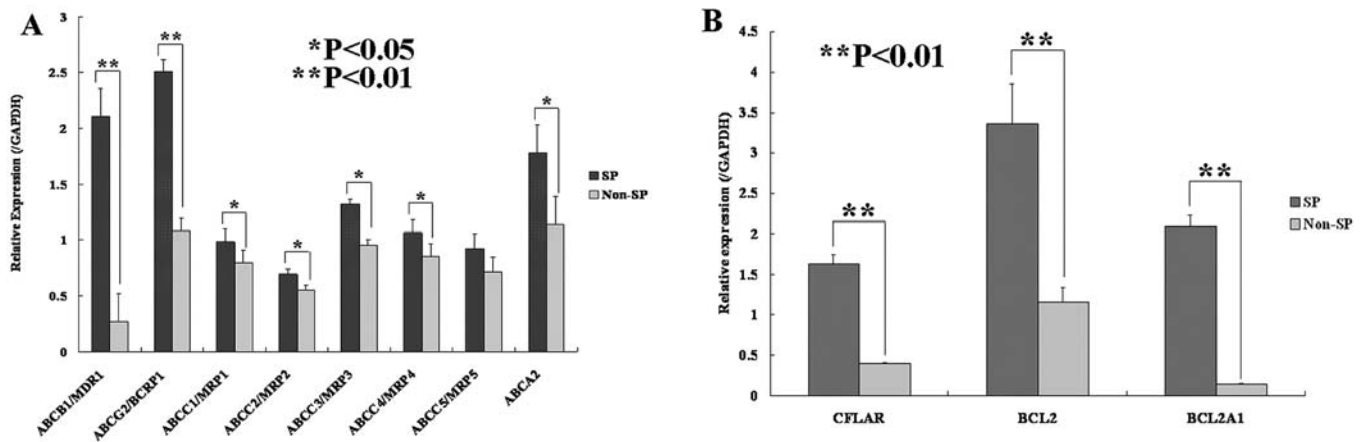 A
*P<0.05
**P<0.01
Relative Expression (/GAPDH)
3
2.5
2
1.5
1
0.5
0
**
**
*
*
*
*
*
SP
Non-SP
ABCB1/MDR1
ABCG2/BCRP1
ABCC1/MRP1
ABCC2/MRP2
ABCC3/MRP3
ABCC4/MRP4
ABCC5/MRP5
ABCA2
B
**P<0.01
Relative expression (/GAPDH)
4.5
4
3.5
3
2.5
2
1.5
1
0.5
0
**
**
**
SP
Non-SP
CFLAR
BCL2
BCL2A1